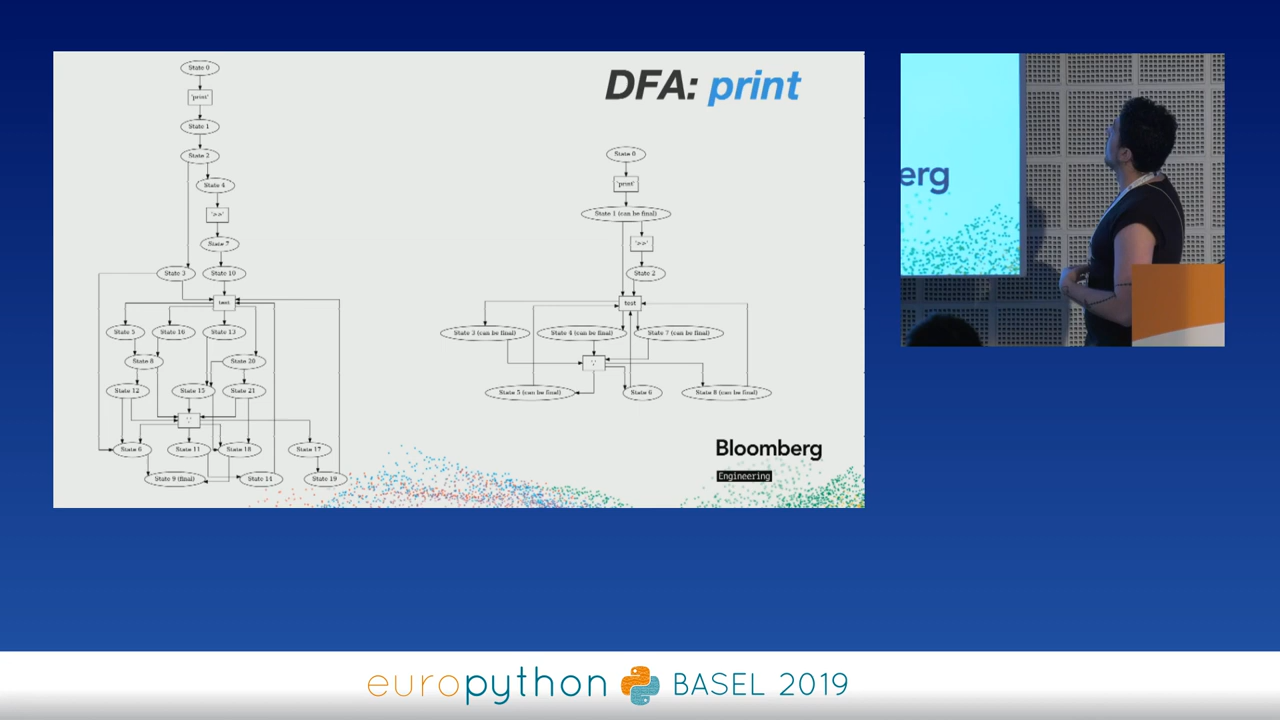 DFA: print
State 0
'print'
State 1
State 2
State 4
'>>'
State 7
State 3
State 10
test
State 5
State 16
State 13
State 8
State 20
State 12
State 15
State 21
','
State 6
State 11
State 18
State 17
State 9 (final)
State 14
State 19
State 0
'print'
State 1 (can be final)
'>>'
State 2
test
State 3 (can be final)
State 4 (can be final)
State 7 (can be final)
','
State 5 (can be final)
State 6
State 8 (can be final)
Bloomberg
Engineering
erg
europython BASEL 2019